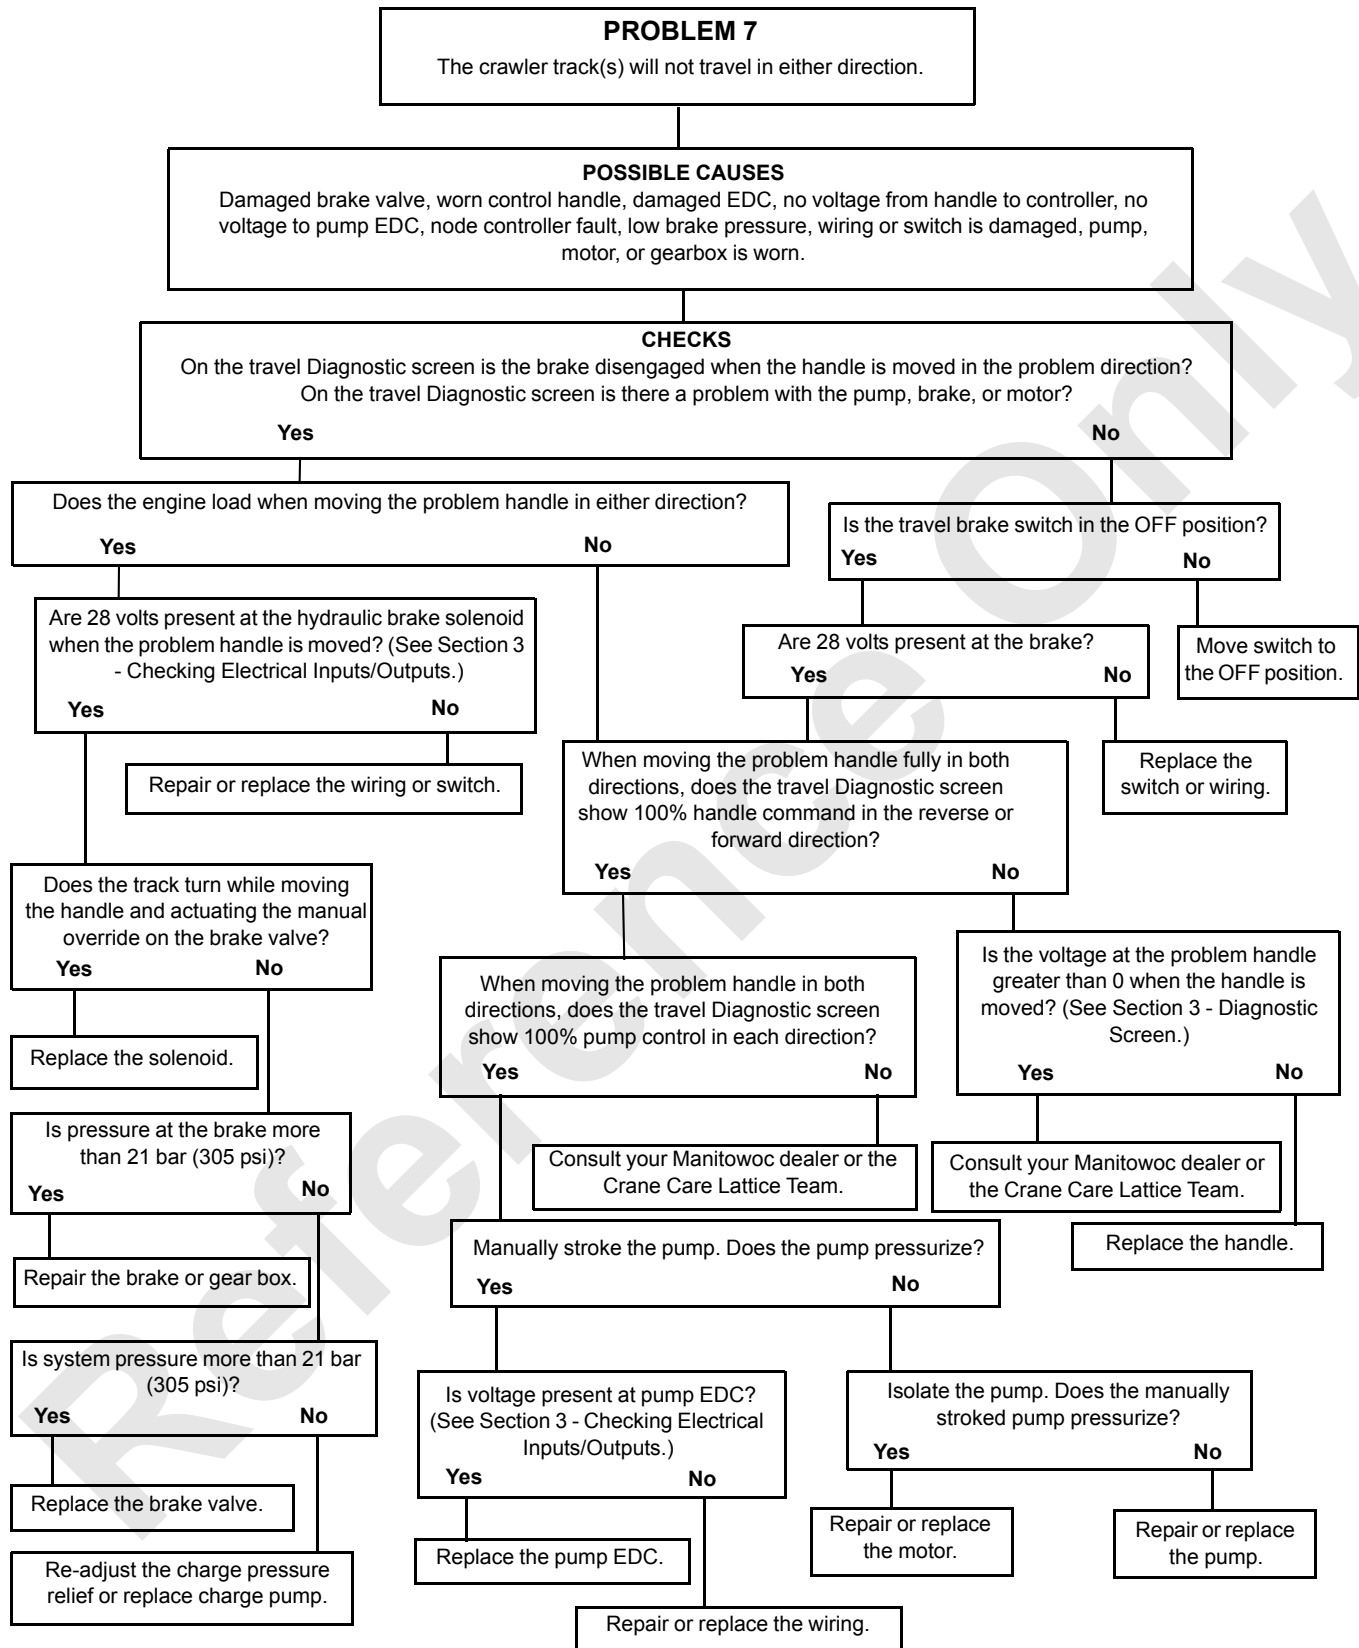 PROBLEM 7
The crawler track(s) will not travel in either direction.
POSSIBLE CAUSES
Damaged brake valve, worn control handle, damaged EDC, no voltage from handle to controller, no
voltage to pump EDC, node controller fault, low brake pressure, wiring or switch is damaged, pump,
motor, or gearbox is worn.
CHECKS
On the travel Diagnostic screen is the brake disengaged when the handle is moved in the problem direction?
On the travel Diagnostic screen is there a problem with the pump, brake, or motor?
Yes
No
Does the engine load when moving the problem handle in either direction?
Yes
No
Is the travel brake switch in the OFF position?
Yes
No
Are 28 volts present at the hydraulic brake solenoid
when the problem handle is moved? (See Section 3
- Checking Electrical Inputs/Outputs.)
Yes
No
Are 28 volts present at the brake?
Yes
No
Move switch to
the OFF position.
Repair or replace the wiring or switch.
When moving the problem handle fully in both
directions, does the travel Diagnostic screen
show 100% handle command in the reverse or
forward direction?
Yes
No
Replace the
switch or wiring.
Does the track turn while moving
the handle and actuating the manual
override on the brake valve?
Yes
No
When moving the problem handle in both
directions, does the travel Diagnostic screen
show 100% pump control in each direction?
Yes
No
Is the voltage at the problem handle
greater than 0 when the handle is
moved? (See Section 3 - Diagnostic
Screen.)
Yes
No
Replace the solenoid.
Is pressure at the brake more
than 21 bar (305 psi)?
Yes
No
Consult your Manitowoc dealer or the
Crane Care Lattice Team.
Consult your Manitowoc dealer or
the Crane Care Lattice Team.
Replace the handle.
Manually stroke the pump. Does the pump pressurize?
Yes
No
Repair the brake or gear box.
Is system pressure more than 21 bar
(305 psi)?
Yes
No
Is voltage present at pump EDC?
(See Section 3 - Checking Electrical
Inputs/Outputs.)
Yes
No
Isolate the pump. Does the manually
stroked pump pressurize?
Yes
No
Replace the brake valve.
Repair or replace
the motor.
Repair or replace
the pump.
Replace the pump EDC.
Re-adjust the charge pressure
relief or replace charge pump.
Repair or replace the wiring.
Reference Only